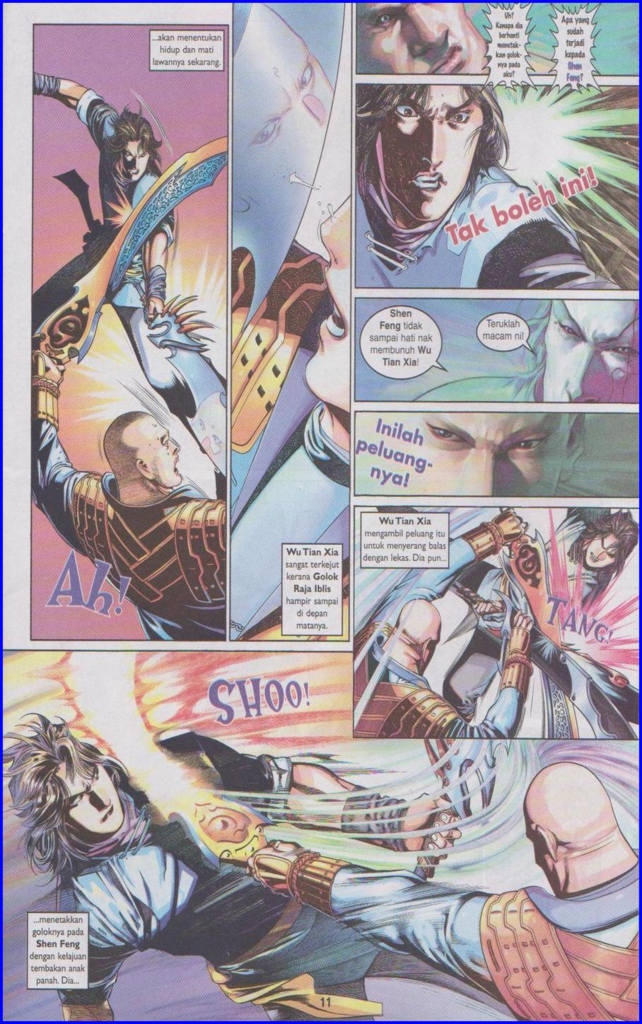 ...akan menentukan
hidup dan mati
lawannya sekarang.
Ah!
Wu Tian Xia
sangat terkejut
kerana Golok
Raja Iblis
hampir sampai
di depan
matanya.
Uh!
Kenapa dia
berhenti
menetak-
kan golok-
nya pada
aku?
Apa yang
sudah
terjadi
kepada
Shen
Feng?
Tak boleh ini!
Shen
Feng tidak
sampai hati nak
membunuh Wu
Tian Xia!
Teruklah
macam ni!
Inilah
peluang-
nya!
Wu Tian Xia
mengambil peluang itu
untuk menyerang balas
dengan lekas. Dia pun...
TANG!
SHOO!
...menetakkan
goloknya pada
Shen Feng
dengan kelajuan
tembakan anak
panah. Dia...
11